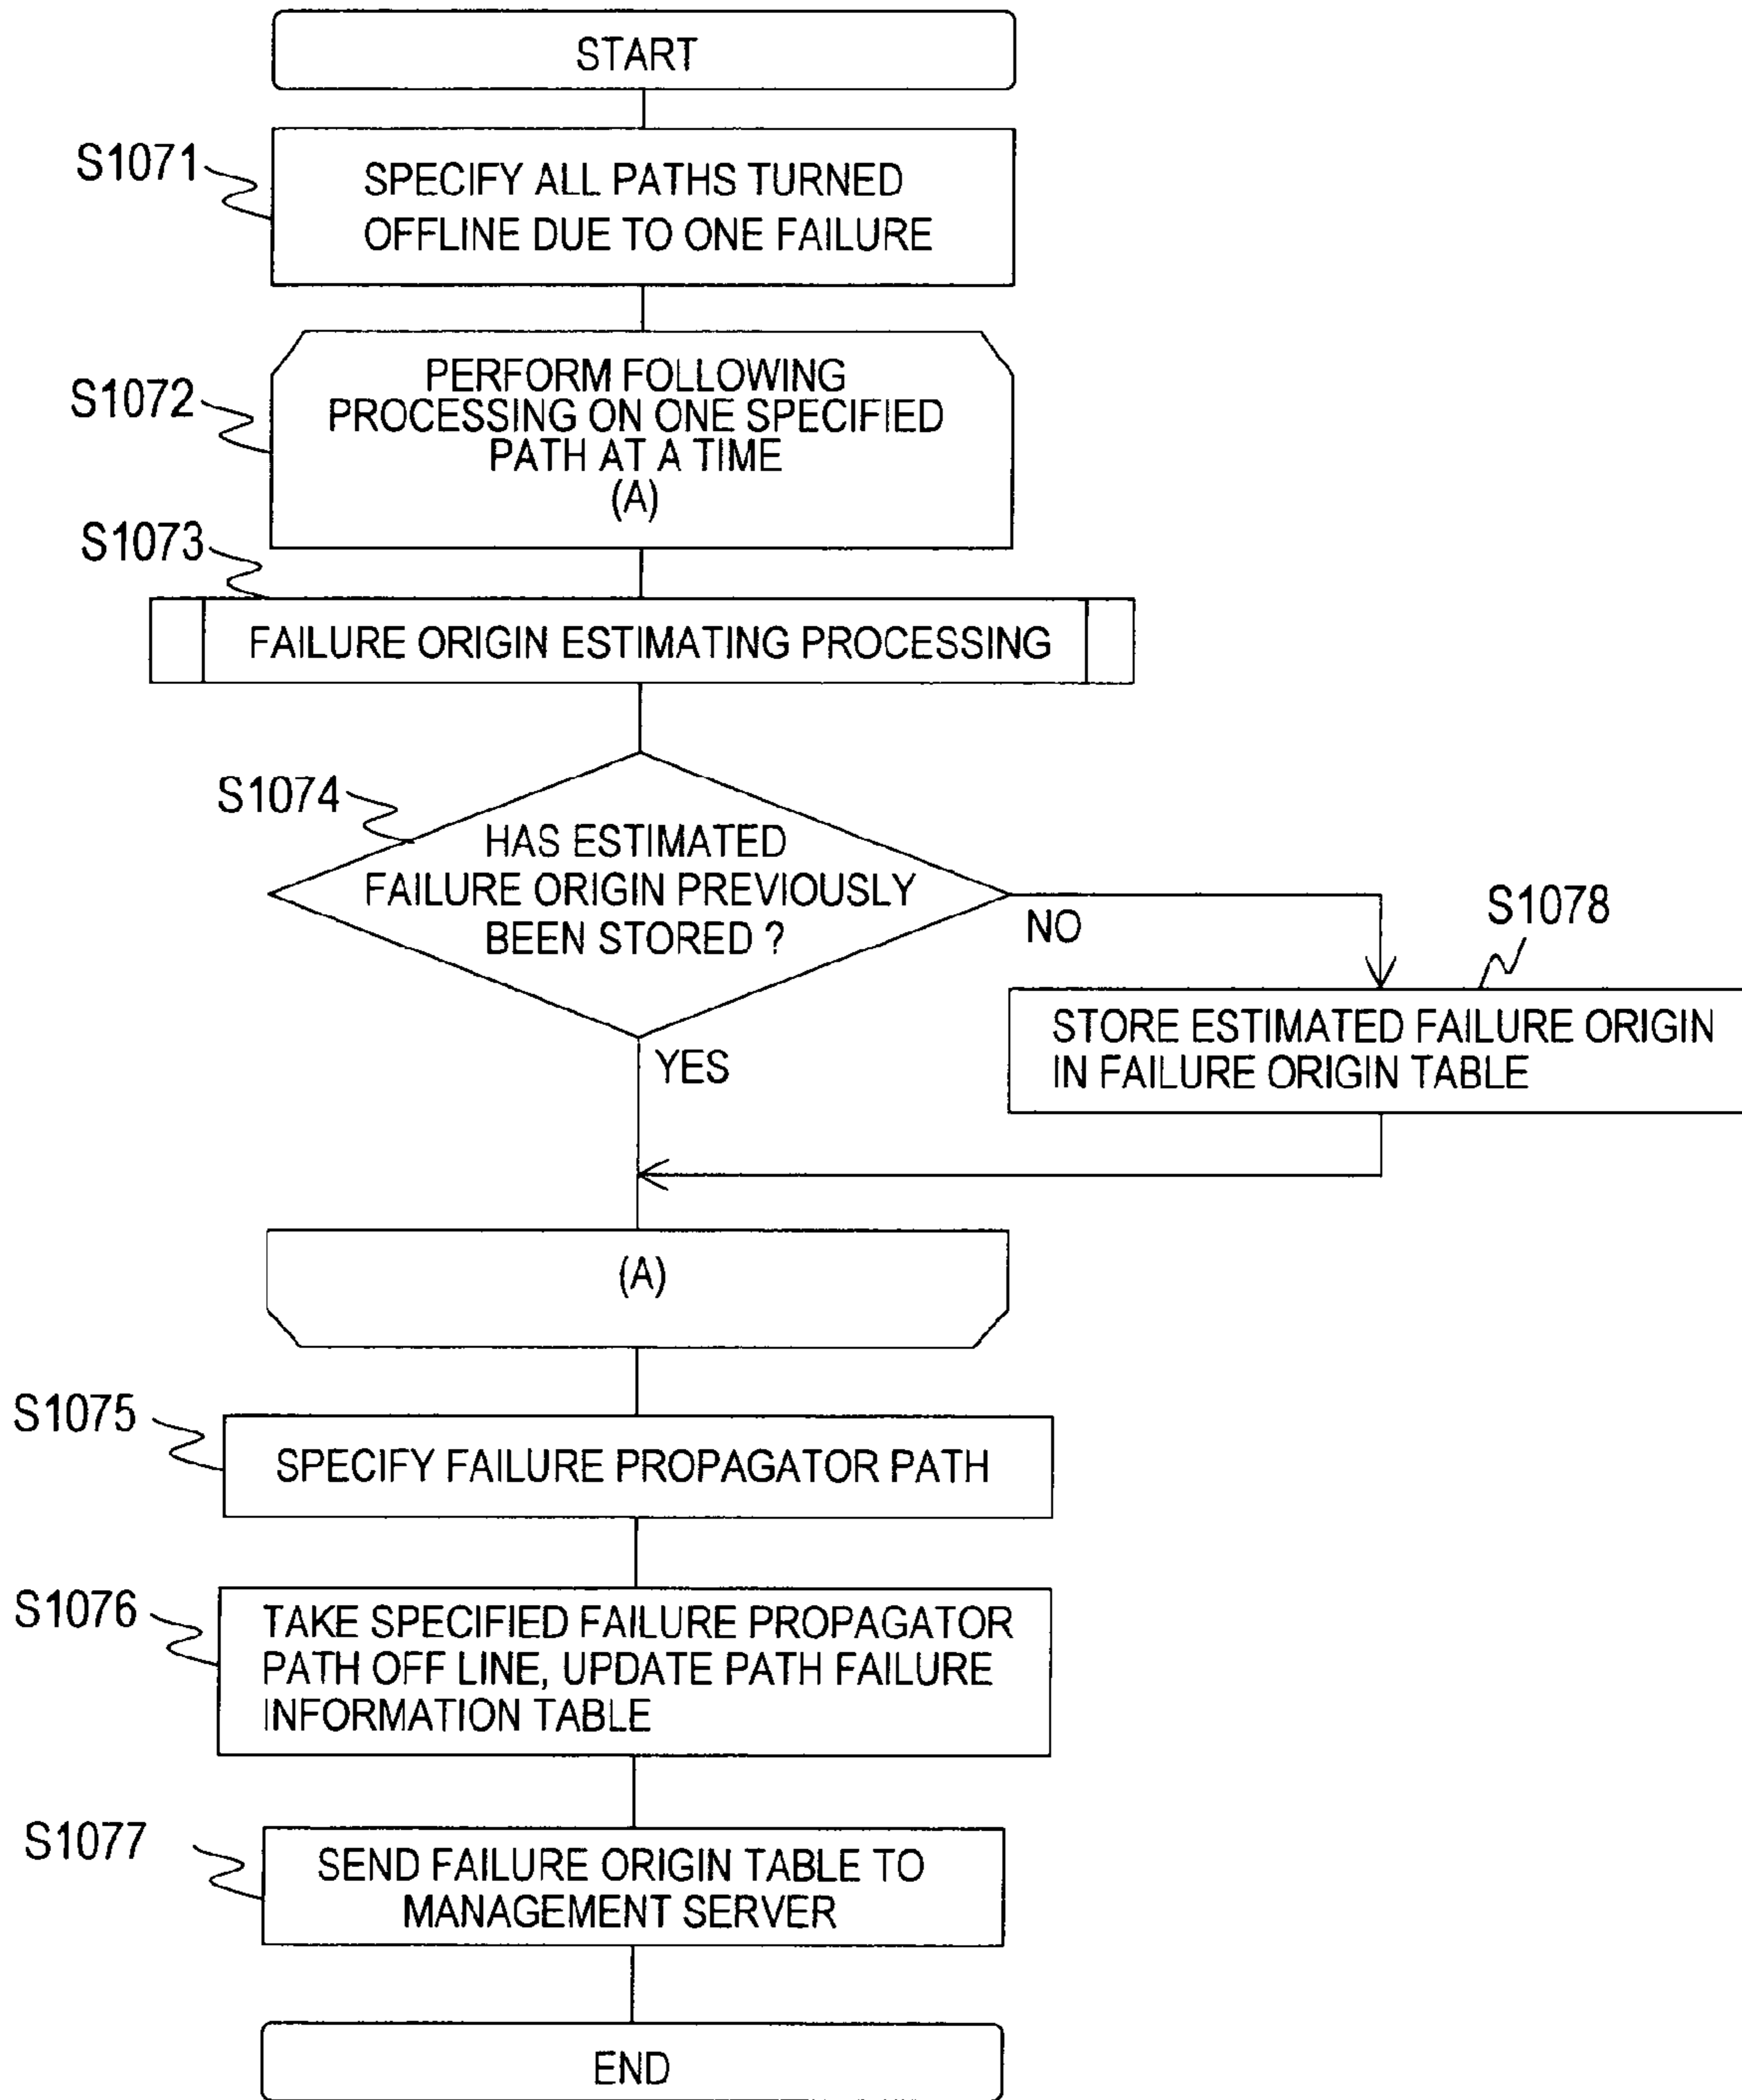 START
S1071
SPECIFY ALL PATHS TURNED
OFFLINE DUE TO ONE FAILURE
S1072
PERFORM FOLLOWING
PROCESSING ON ONE SPECIFIED
PATH AT A TIME
(A)
S1073
FAILURE ORIGIN ESTIMATING PROCESSING
S1074
HAS ESTIMATED
FAILURE ORIGIN PREVIOUSLY
BEEN STORED ?
NO
S1078
STORE ESTIMATED FAILURE ORIGIN
IN FAILURE ORIGIN TABLE
YES
(A)
S1075
SPECIFY FAILURE PROPAGATOR PATH
S1076
TAKE SPECIFIED FAILURE PROPAGATOR
PATH OFF LINE, UPDATE PATH FAILURE
INFORMATION TABLE
S1077
SEND FAILURE ORIGIN TABLE TO
MANAGEMENT SERVER
END